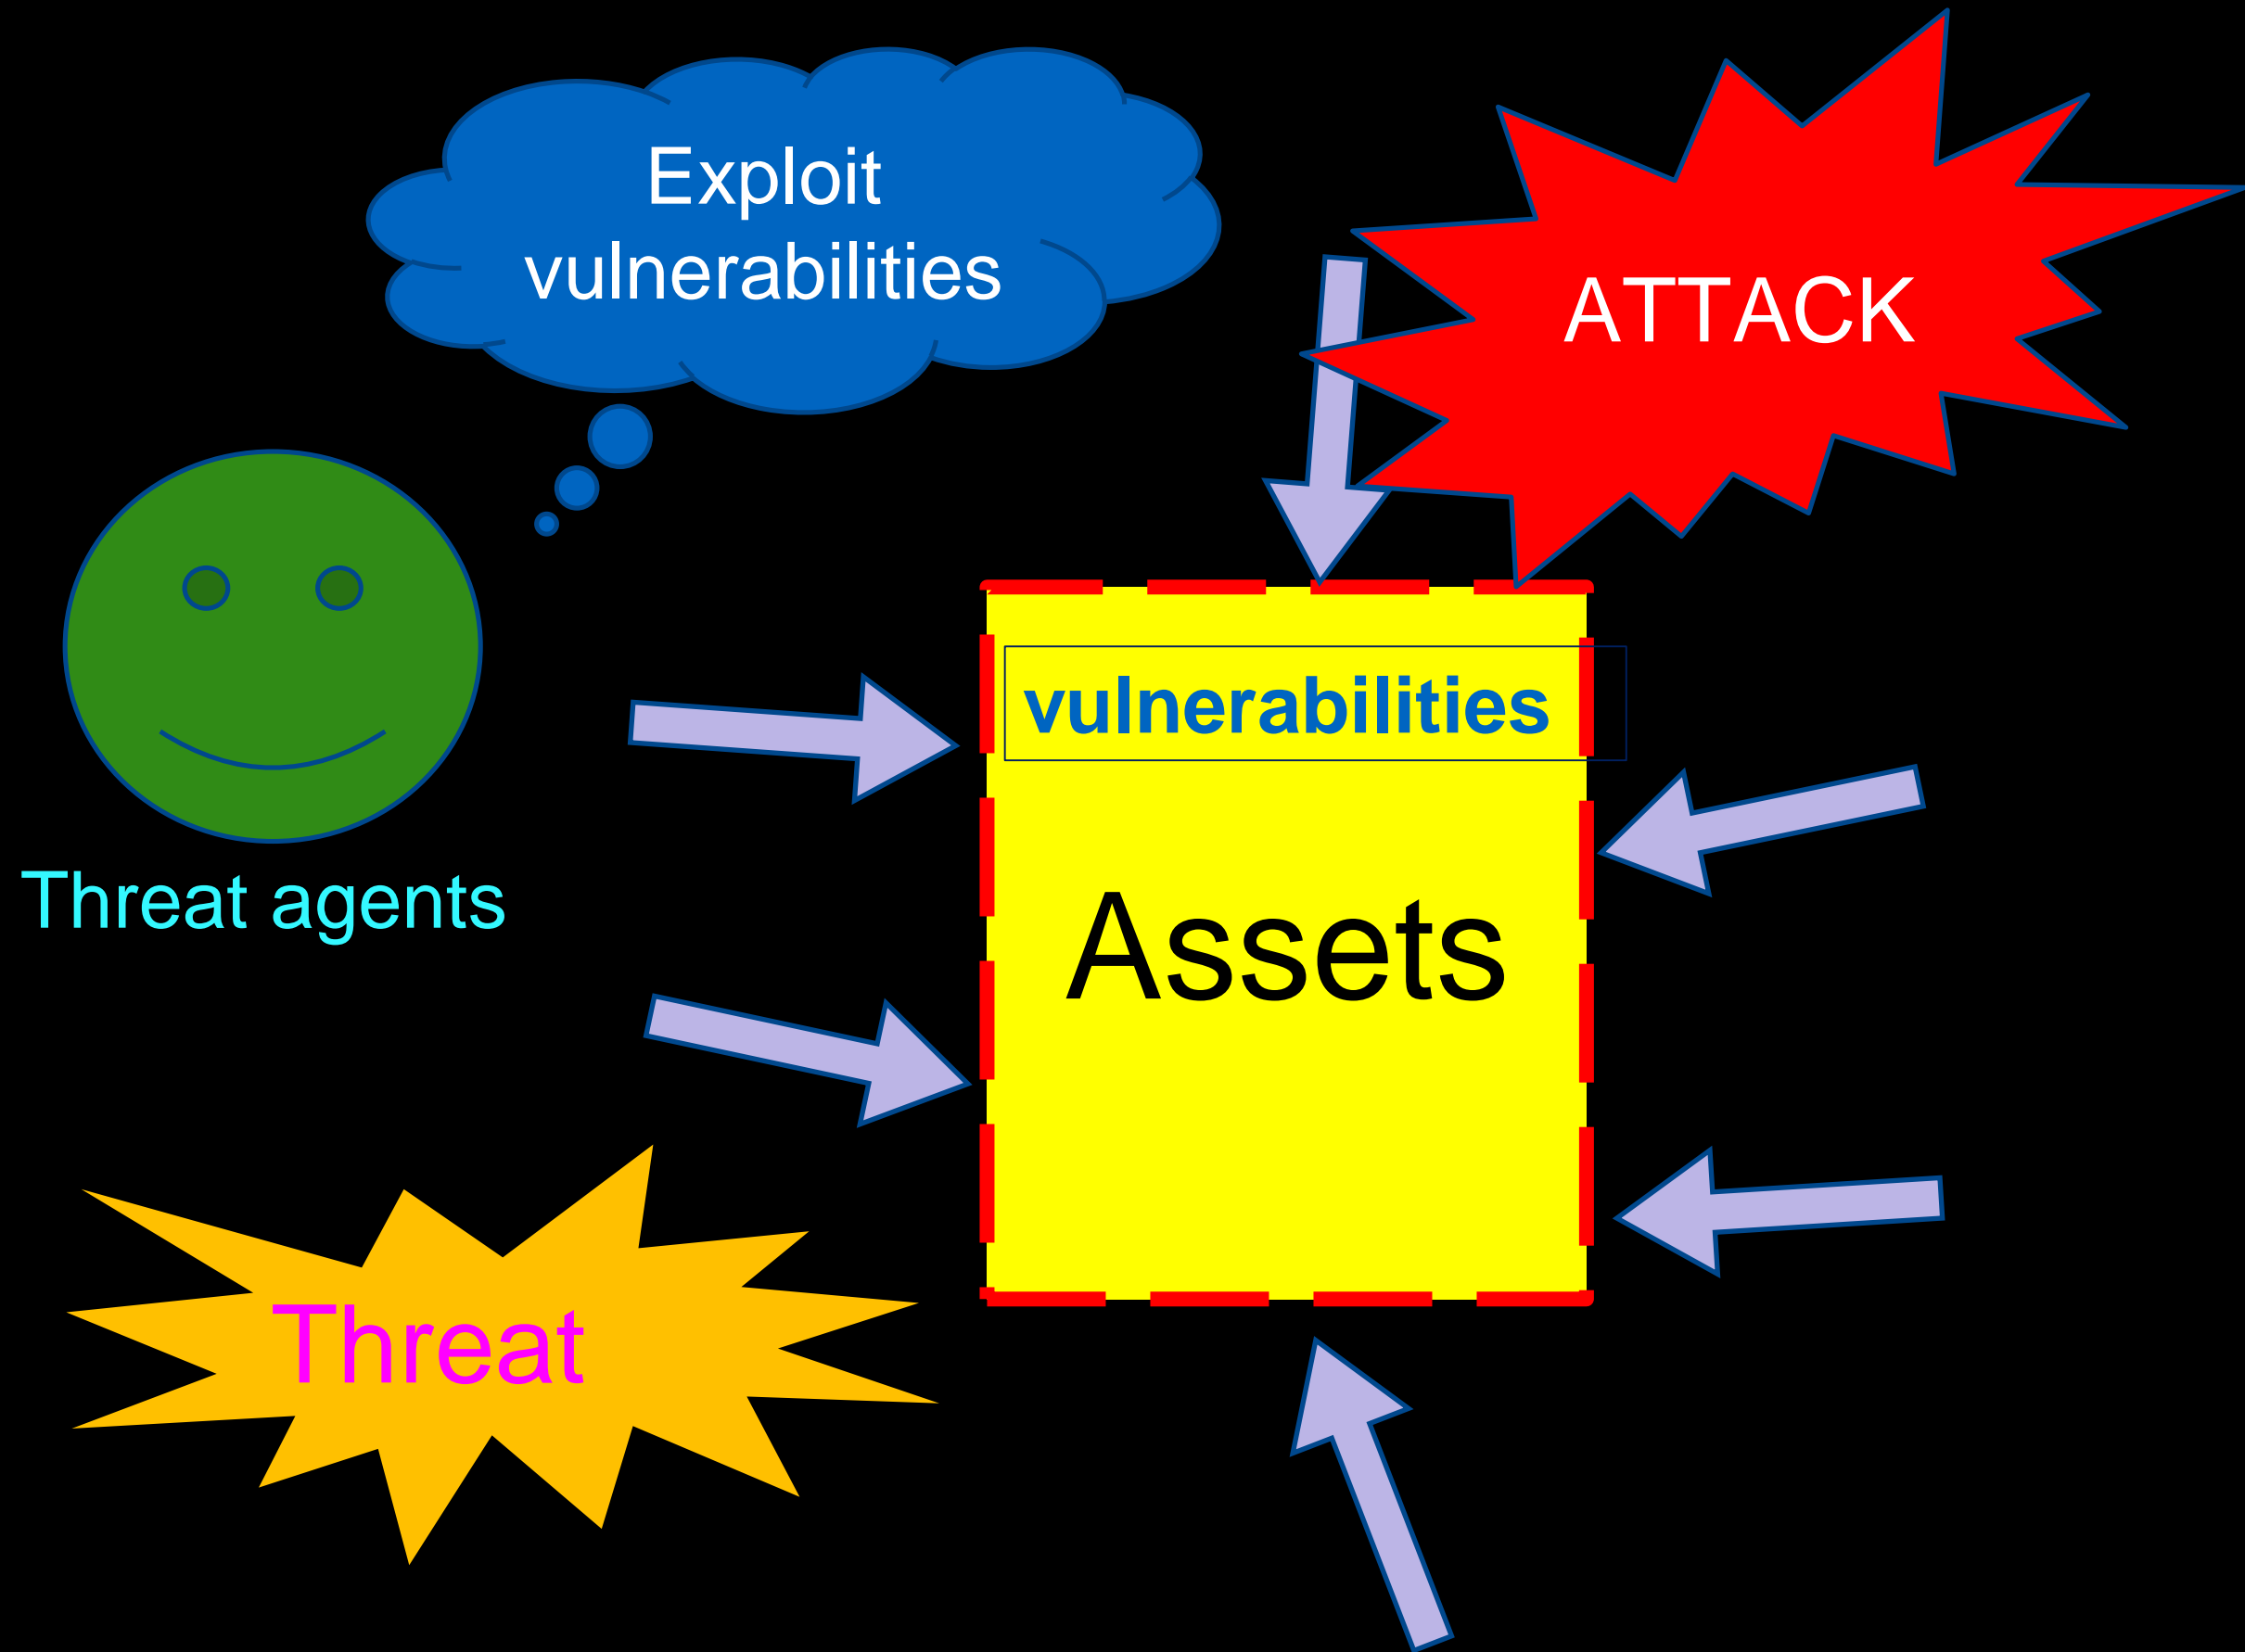 Exploit
vulnerabilities
ATTACK
vulnerabilities
Assets
Threat agents
Threat